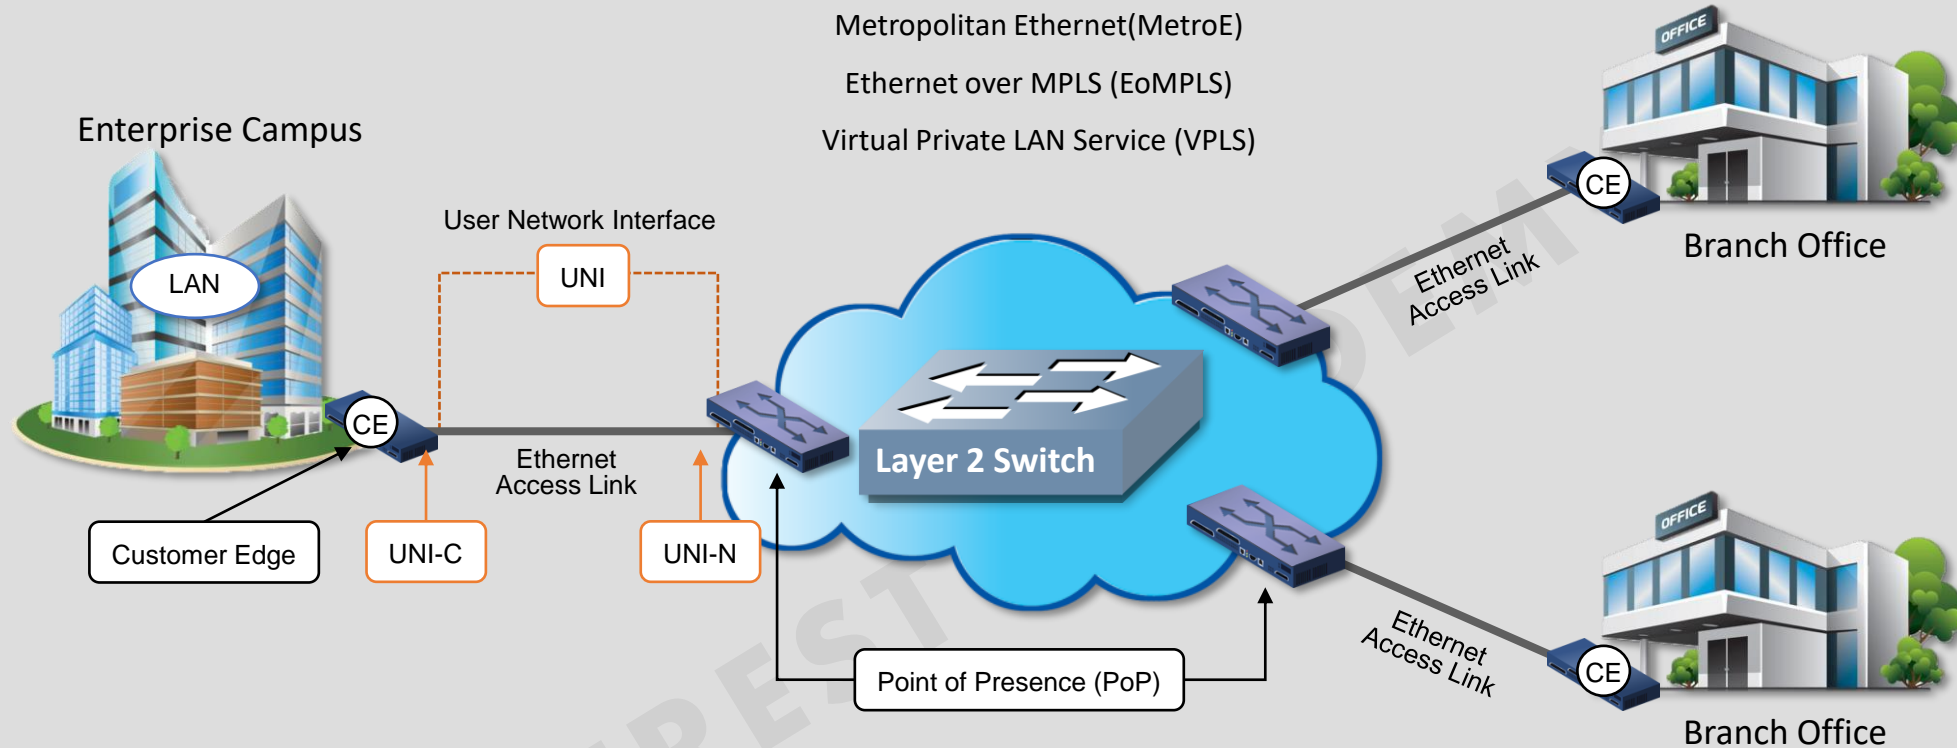 Metropolitan Ethernet(MetroE)
Ethernet over MPLS (EoMPLS)
Virtual Private LAN Service (VPLS)
Enterprise Campus
LAN
User Network Interface
UNI
CE
Ethernet
Access Link
Customer Edge
UNI-C
UNI-N
Layer 2 Switch
Point of Presence (PoP)
OFFICE
CE
Branch Office
Ethernet
Access Link
OFFICE
CE
Branch Office
Ethernet
Access Link